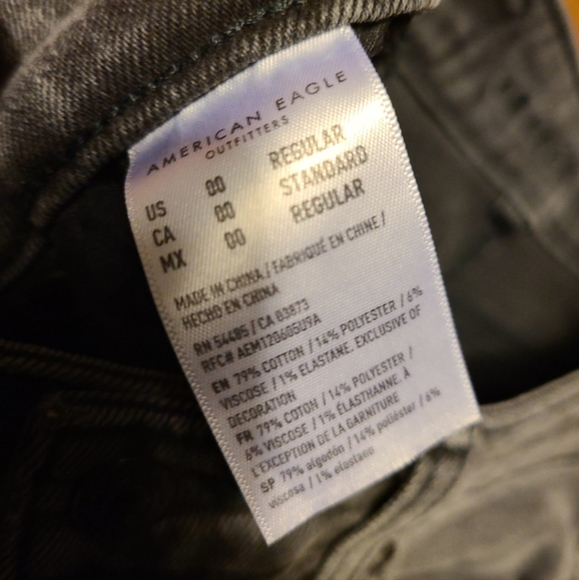 AMERICAN EAGLE
OUTFITTERS
US 00 REGULAR
CA 00 STANDARD
MX 00 REGULAR
MADE IN CHINA / FABRIQUÉ EN CHINE /
HECHO EN CHINA
RN 54485 / CA 03873
RFC# AEM120605U9A
EN 79% COTTON / 14% POLYESTER / 6%
VISCOSE / 1% ELASTANE. EXCLUSIVE OF
DECORATION
FR 79% COTON / 14% POLYESTER /
6% VISCOSE / 1% ÉLASTHANNE. À
L'EXCEPTION DE LA GARNITURE
SP 79% algodón / 14% poliéster / 6%
viscosa / 1% elastano